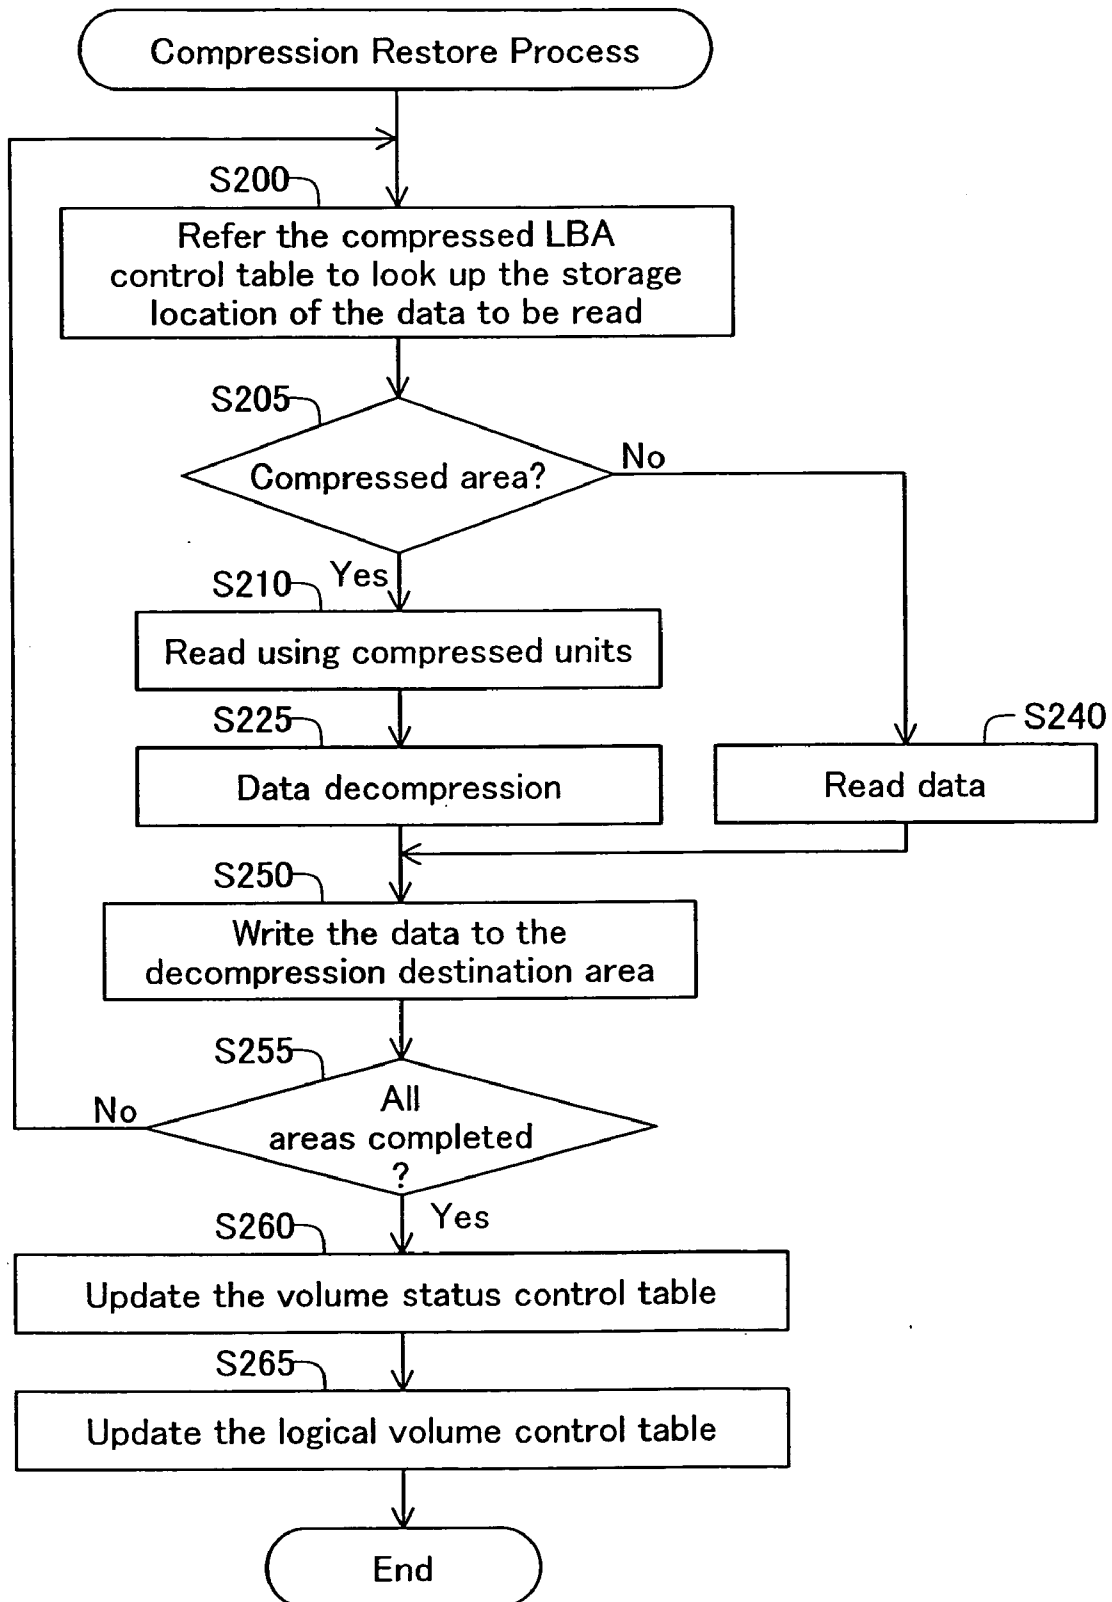 Compression Restore Process
S200
Refer the compressed LBA
control table to look up the storage
location of the data to be read
S205
Compressed area?
No
Yes
S210
Read using compressed units
S225
Data decompression
S240
Read data
S250
Write the data to the
decompression destination area
S255
All
areas completed
?
No
Yes
S260
Update the volume status control table
S265
Update the logical volume control table
End